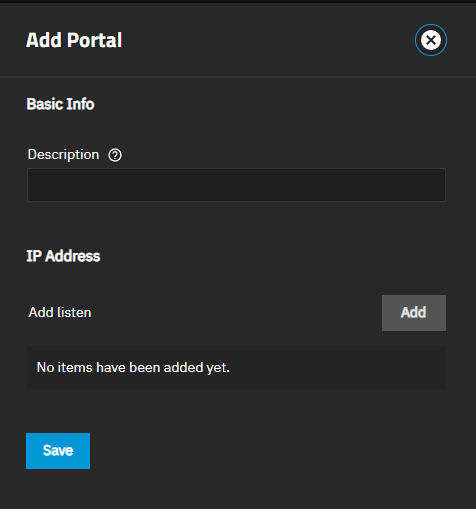 Add Portal
Basic Info
Description
IP Address
Add listen
Add
No items have been added yet.
Save